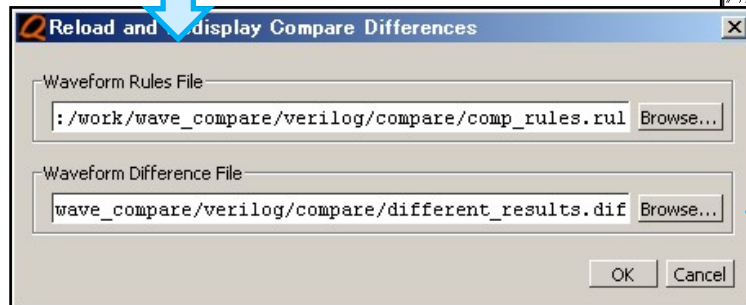 Reload and Redisplay Compare Differences
Waveform Rules File
:/work/wave_compare/verilog/compare/comp_rules.rul Browse...
Waveform Difference File
wave_compare/verilog/compare/different_results.dif Browse...
OK Cancel